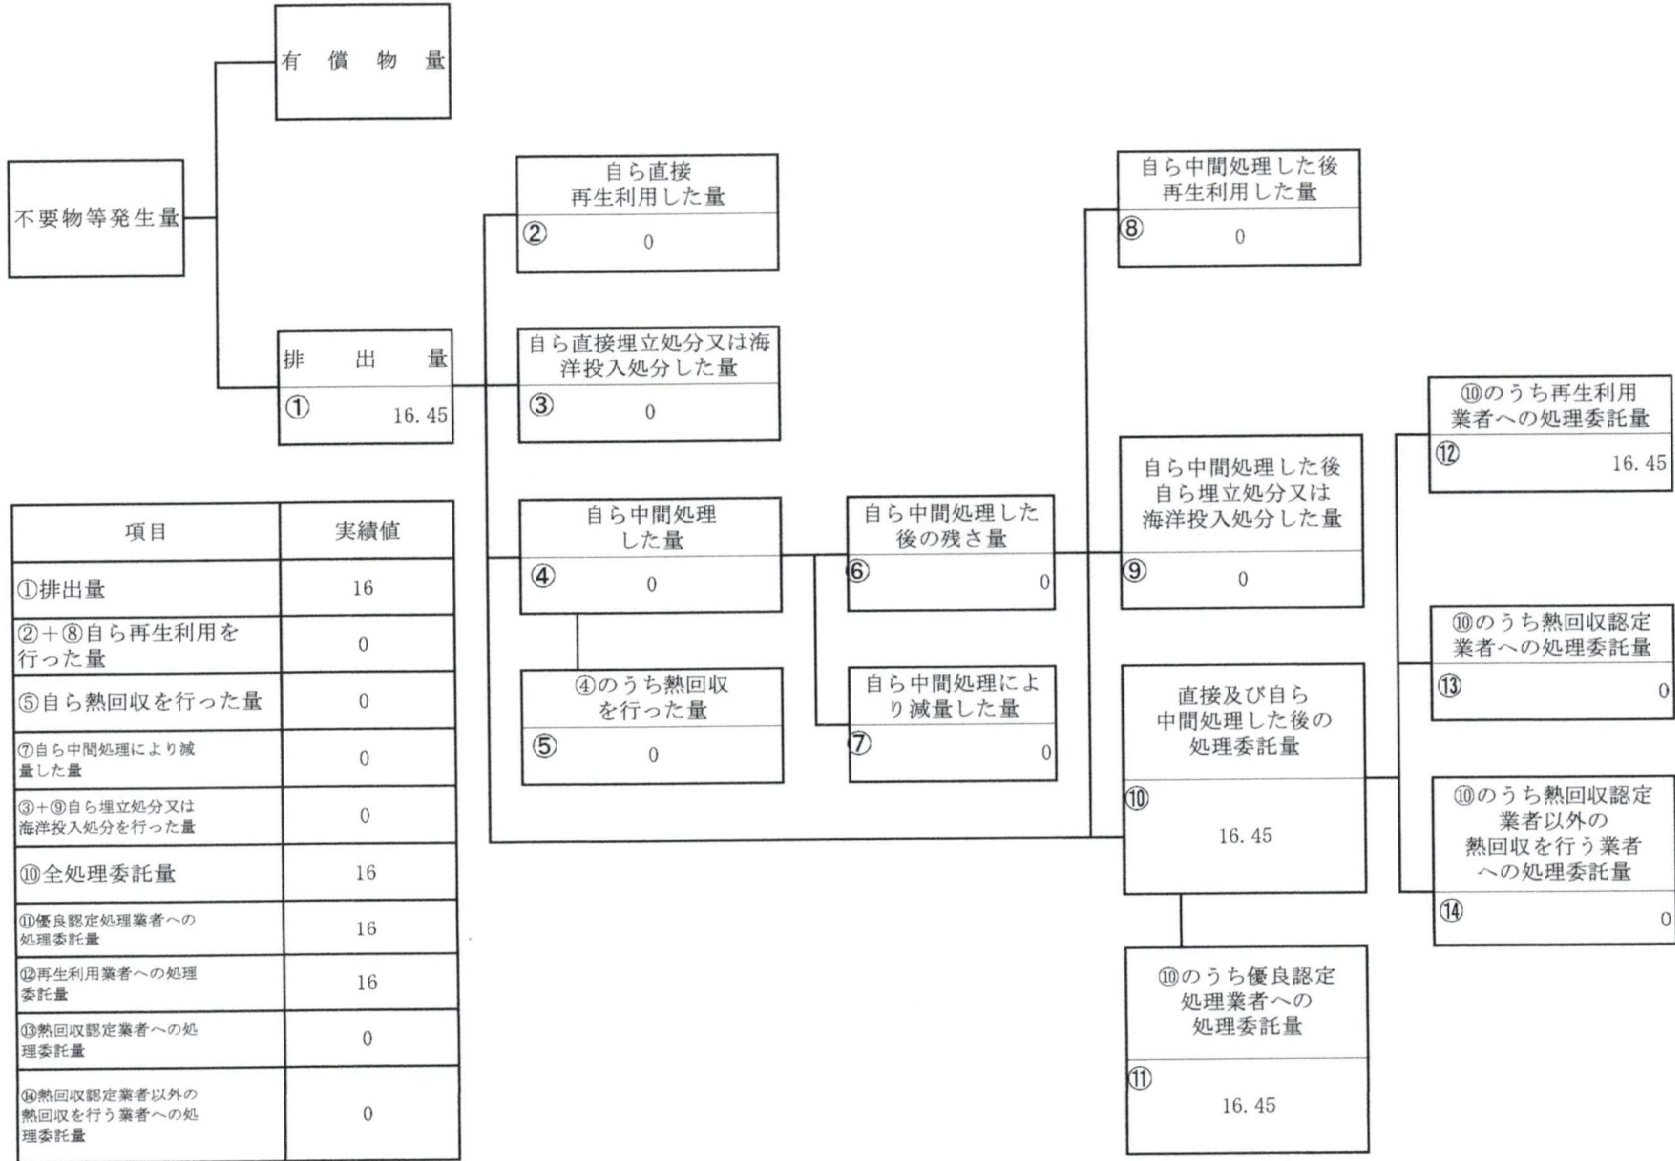 有償物量
不要物等発生量
排出量
①
16.45
自ら直接
再生利用した量
②
0
自ら直接埋立処分又は海
洋投入処分した量
③
0
自ら中間処理
した量
④
0
④のうち熱回収
を行った量
⑤
0
自ら中間処理した
後の残さ量
⑥
0
自ら中間処理によ
り減量した量
⑦
0
自ら中間処理した後
再生利用した量
⑧
0
自ら中間処理した後
自ら埋立処分又は
海洋投入処分した量
⑨
0
直接及び自ら
中間処理した後の
処理委託量
⑩
16.45
⑩のうち優良認定
処理業者への
処理委託量
⑪
16.45
⑩のうち再生利用
業者への処理委託量
⑫
16.45
⑩のうち熱回収認定
業者への処理委託量
⑬
0
⑩のうち熱回収認定
業者以外の
熱回収を行う業者
への処理委託量
⑭
0
項目 実績値
①排出量 16
②+⑧自ら再生利用を
行った量 0
⑤自ら熱回収を行った量 0
⑦自ら中間処理により減
量した量 0
③+⑨自ら埋立処分又は
海洋投入処分を行った量 0
⑩全処理委託量 16
⑪優良認定処理業者への
処理委託量 16
⑫再生利用業者への処理
委託量 16
⑬熱回収認定業者への処
理委託量 0
⑭熱回収認定業者以外の
熱回収を行う業者への処
理委託量 0